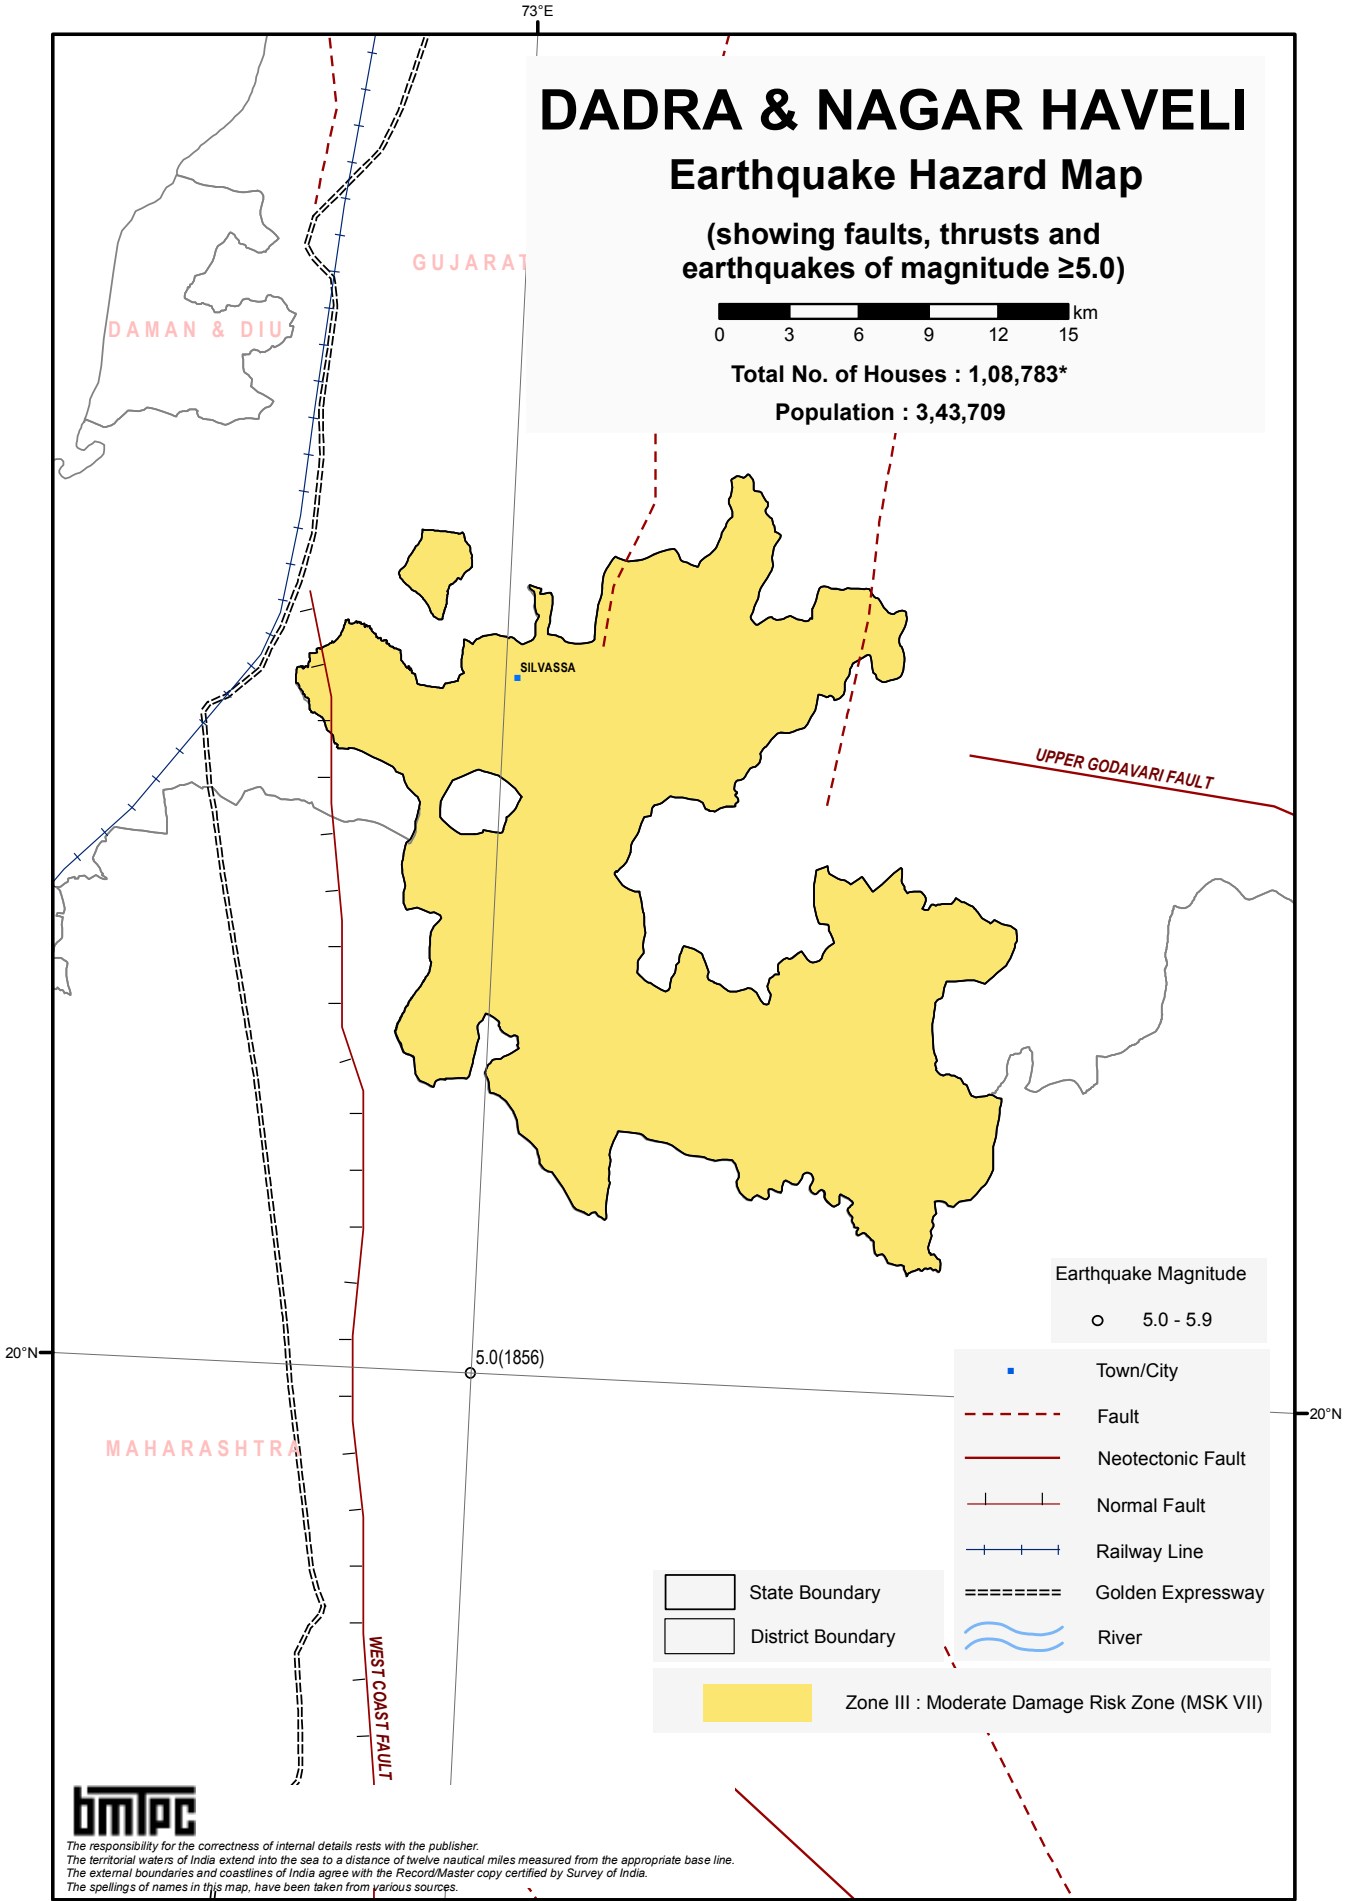 73°E
DADRA & NAGAR HAVELI
Earthquake Hazard Map
(showing faults, thrusts and
earthquakes of magnitude ≥5.0)
km
0 3 6 9 12 15
Total No. of Houses : 1,08,783*
Population : 3,43,709
GUJARAT
DAMAN & DIU
SILVASSA
UPPER GODAVARI FAULT
Earthquake Magnitude
5.0 - 5.9
20°N
5.0(1856)
20°N
MAHARASHTRA
Town/City
Fault
Neotectonic Fault
Normal Fault
Railway Line
Golden Expressway
River
State Boundary
District Boundary
Zone III : Moderate Damage Risk Zone (MSK VII)
WEST COAST FAULT
bmTpc
The responsibility for the correctness of internal details rests with the publisher.
The territorial waters of India extend into the sea to a distance of twelve nautical miles measured from the appropriate base line.
The external boundaries and coastlines of India agree with the Record/Master copy certified by Survey of India.
The spellings of names in this map, have been taken from various sources.